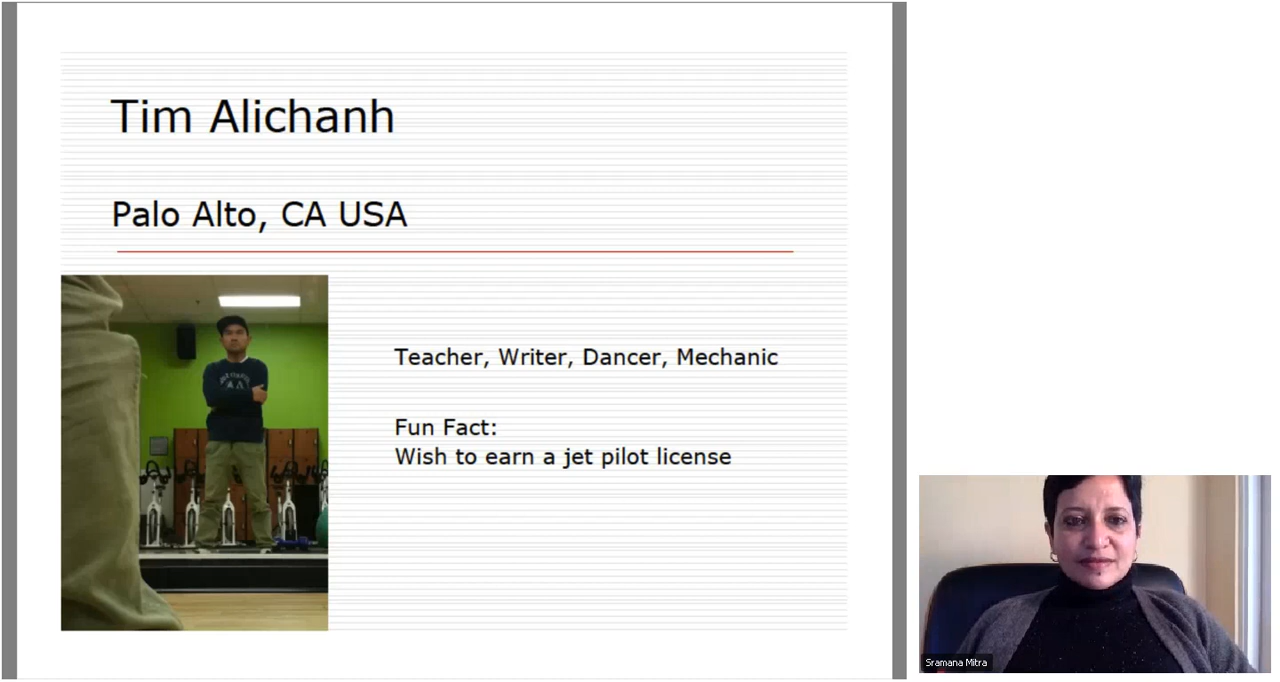 Tim Alichanh
Palo Alto, CA USA
Teacher, Writer, Dancer, Mechanic
Fun Fact:
Wish to earn a jet pilot license
Sramana Mitra